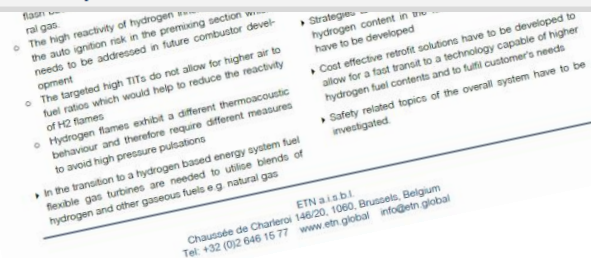 flash
ral gas.
o The high reactivity of hydrogen
the auto ignition risk in the premixing section
needs to be addressed in future combustor devel-
opment
o The targeted high TITs do not allow for higher air to
fuel ratios which would help to reduce the reactivity
of H2 flames
o Hydrogen flames exhibit a different thermoacoustic
behaviour and therefore require different measures
to avoid high pressure pulsations
In the transition to a hydrogen based energy system fuel
flexible gas turbines are needed to utilise blends of
hydrogen and other gaseous fuels e.g. natural gas
Strategies
hydrogen content in the
have to be developed
Cost effective retrofit solutions have to be developed to
allow for a fast transit to a technology capable of higher
hydrogen fuel contents and to fulfil customer's needs
Safety related topics of the overall system have to be
investigated.
ETN a.i.s.b.l.
Chaussée de Charleroi 146/20, 1060, Brussels, Belgium
Tel: +32 (0)2 646 15 77 www.etn.global info@etn.global